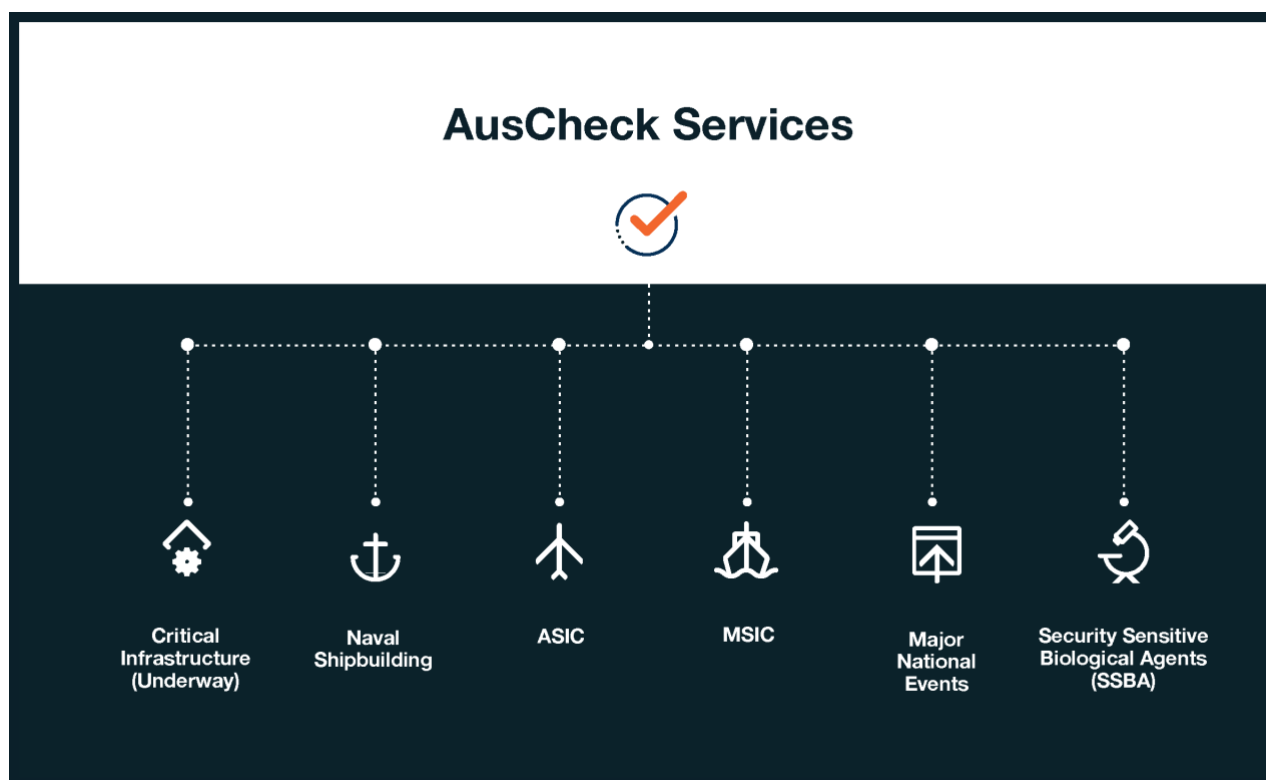 AusCheck Services
Critical
Infrastructure
(Underway)
Naval
Shipbuilding
ASIC
MSIC
Major
National
Events
Security Sensitive
Biological Agents
(SSBA)